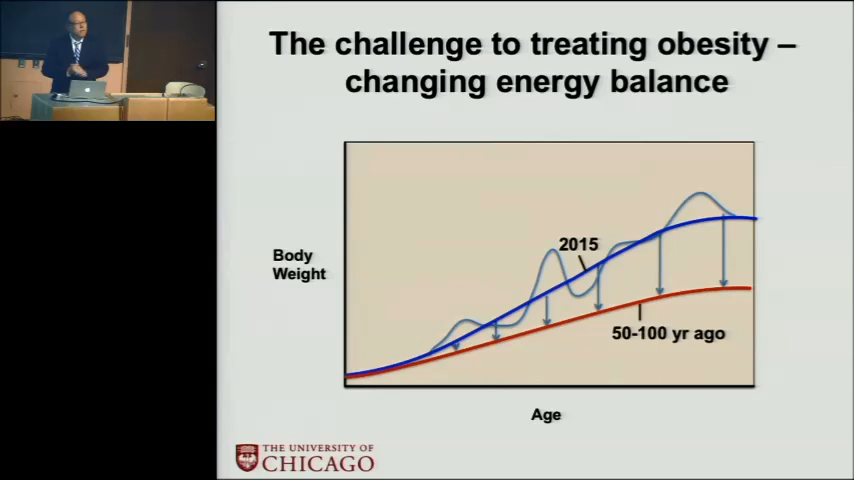 The challenge to treating obesity –
changing energy balance
2015
Body
Weight
50-100 yr ago
Age
THE UNIVERSITY OF
CHICAGO